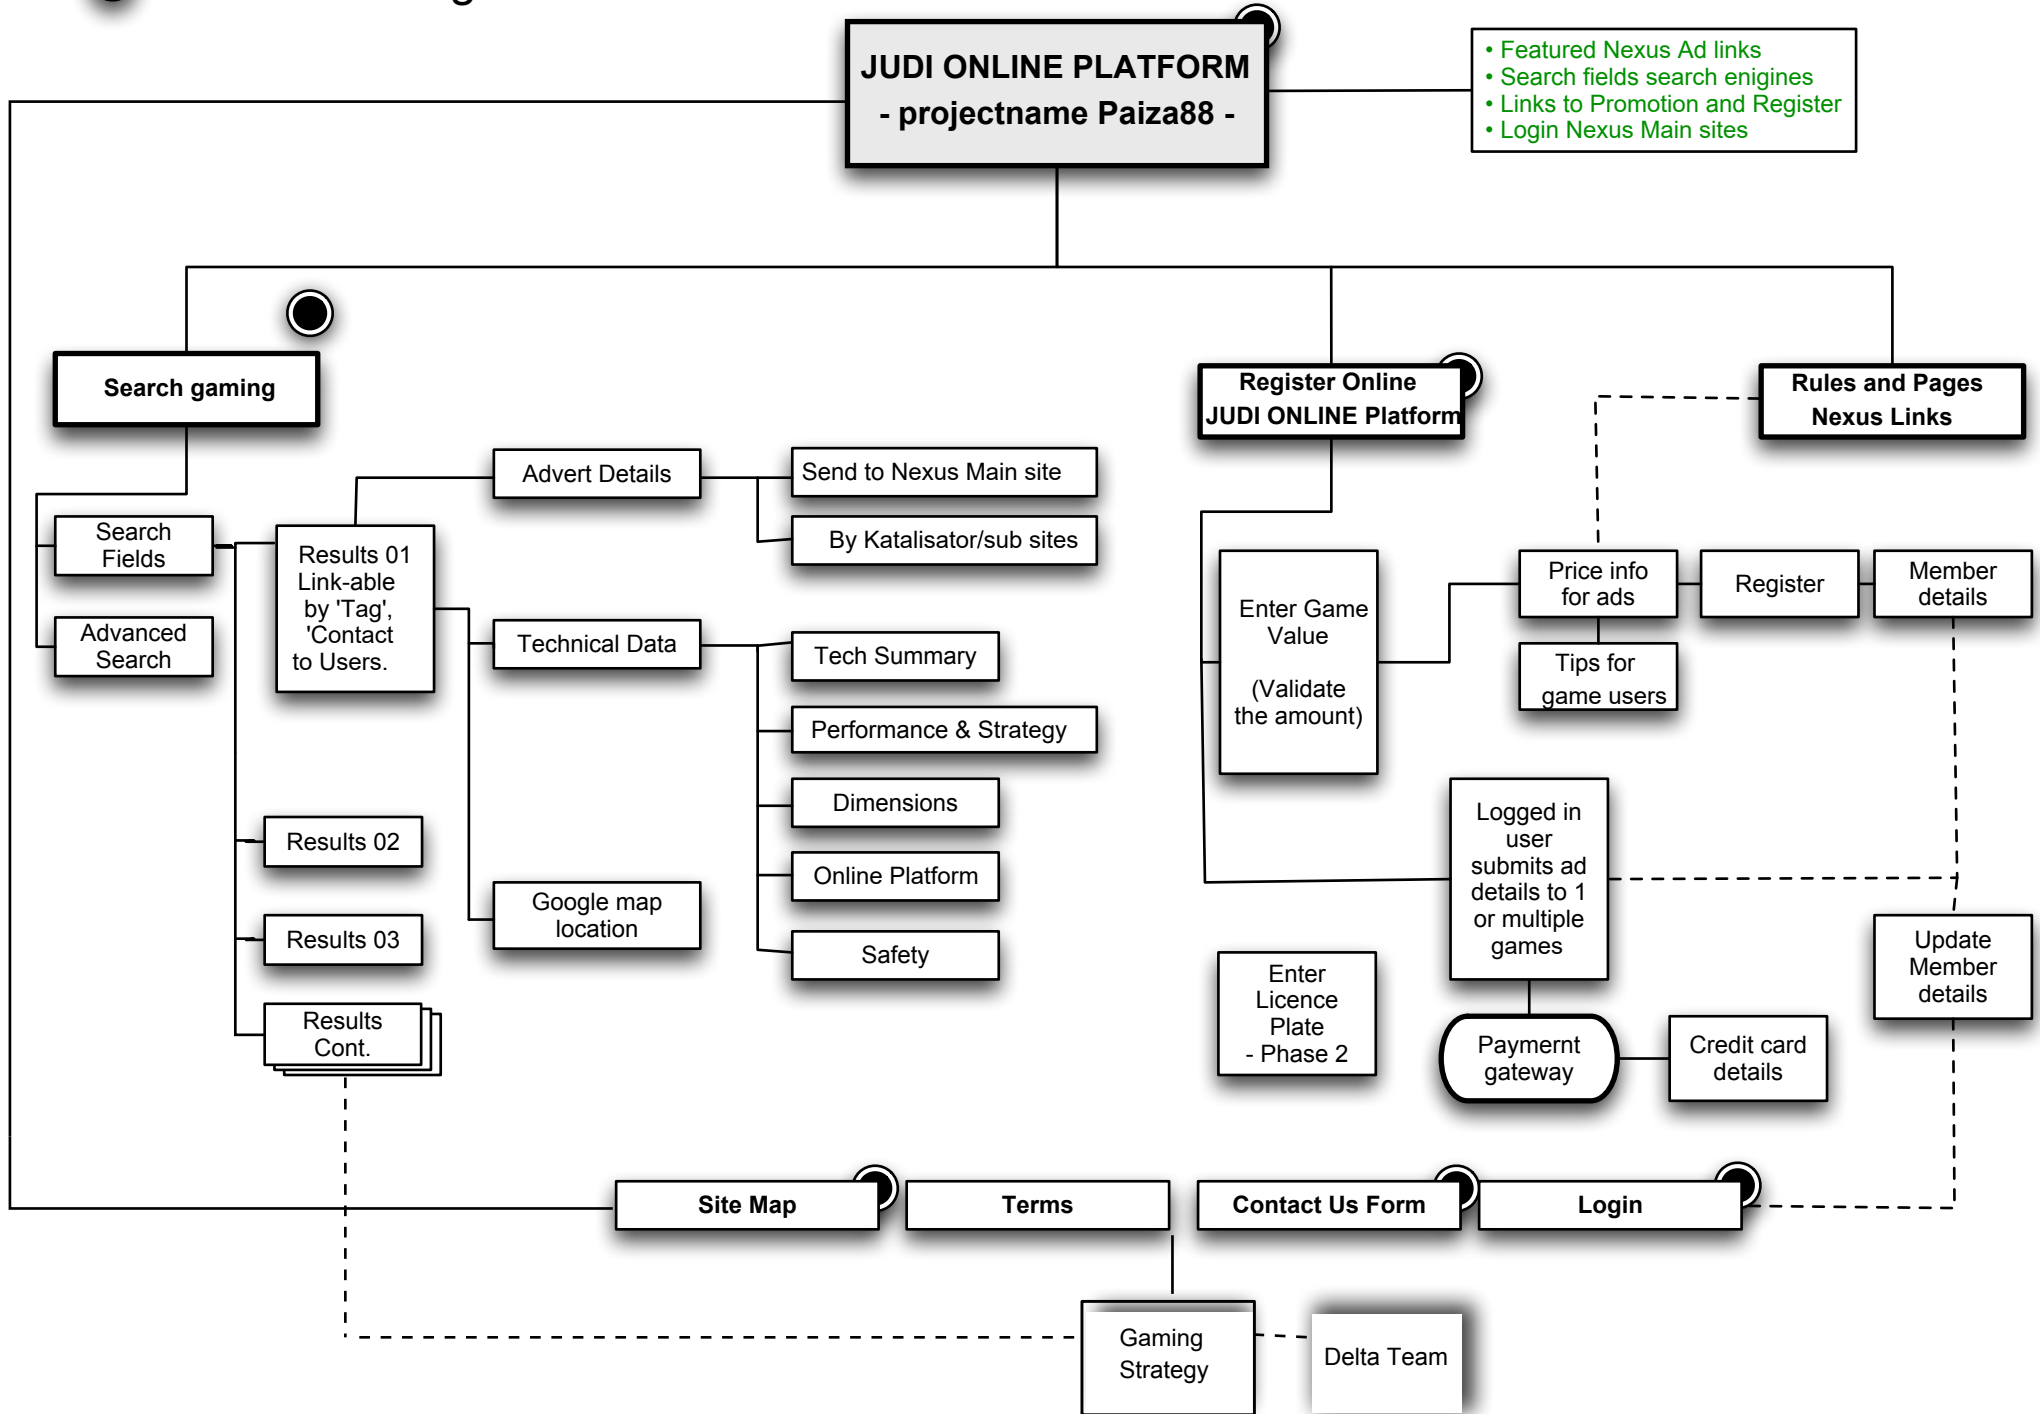 JUDI ONLINE PLATFORM
- projectname Paiza88 -
• Featured Nexus Ad links
• Search fields search enigines
• Links to Promotion and Register
• Login Nexus Main sites
Search gaming
Register Online
JUDI ONLINE Platform
Rules and Pages
Nexus Links
Search
Fields
Advanced
Search
Results 01
Link-able
by 'Tag',
'Contact
to Users.
Results 02
Results 03
Results
Cont.
Advert Details
Send to Nexus Main site
By Katalisator/sub sites
Technical Data
Tech Summary
Performance & Strategy
Dimensions
Online Platform
Safety
Google map
location
Enter Game
Value
(Validate
the amount)
Price info
for ads
Register
Member
details
Tips for
game users
Logged in
user
submits ad
details to 1
or multiple
games
Enter
Licence
Plate
- Phase 2
Paymernt
gateway
Credit card
details
Update
Member
details
Site Map
Terms
Contact Us Form
Login
Gaming
Strategy
Delta Team